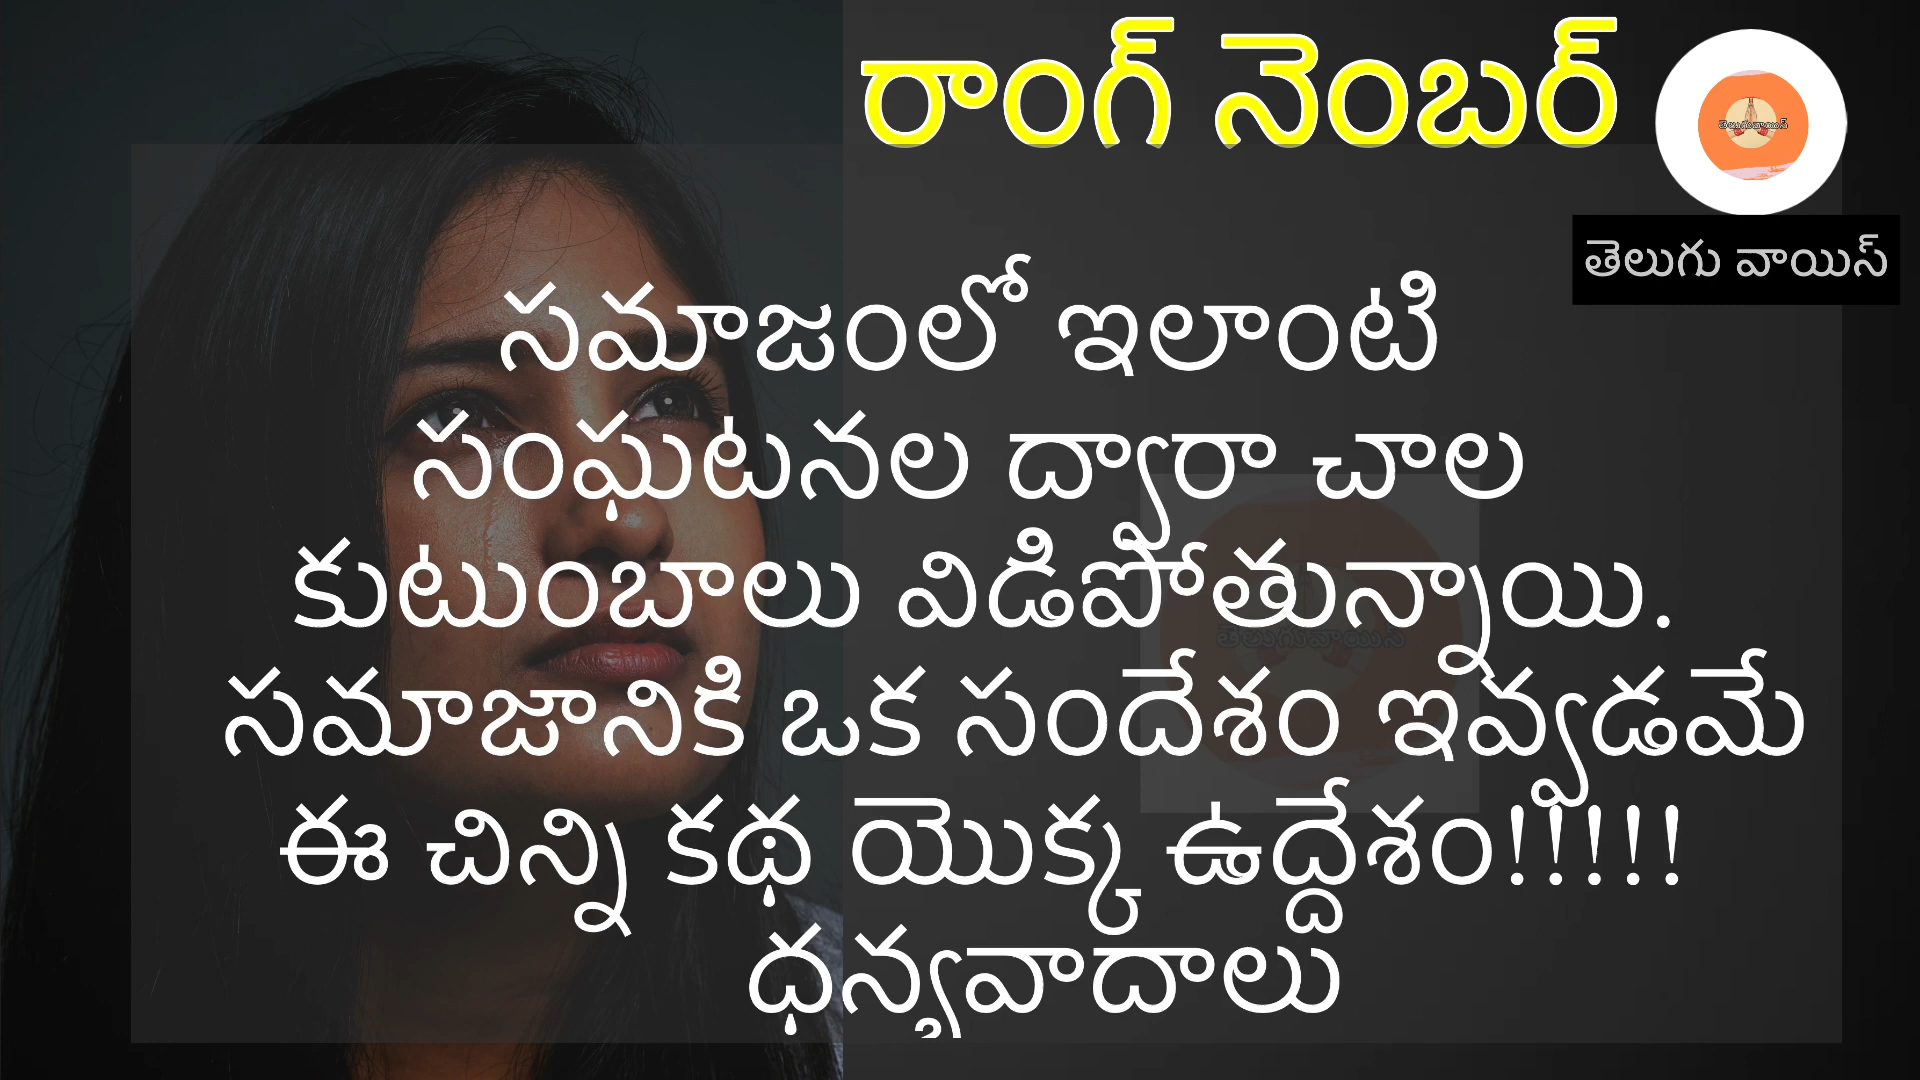 రాంగ్ నెంబర్
తెలుగువాయిస్
తెలుగు వాయిస్
సమాజంలో ఇలాంటి
సంఘటనల ద్వారా చాల
కుటుంబాలు విడిపోతున్నాయి.
తెలుగువాయిస్
సమాజానికి ఒక సందేశం ఇవ్వడమే
ఈ చిన్ని కథ యొక్క ఉద్దేశం!!!!!
ధన్యవాదాలు